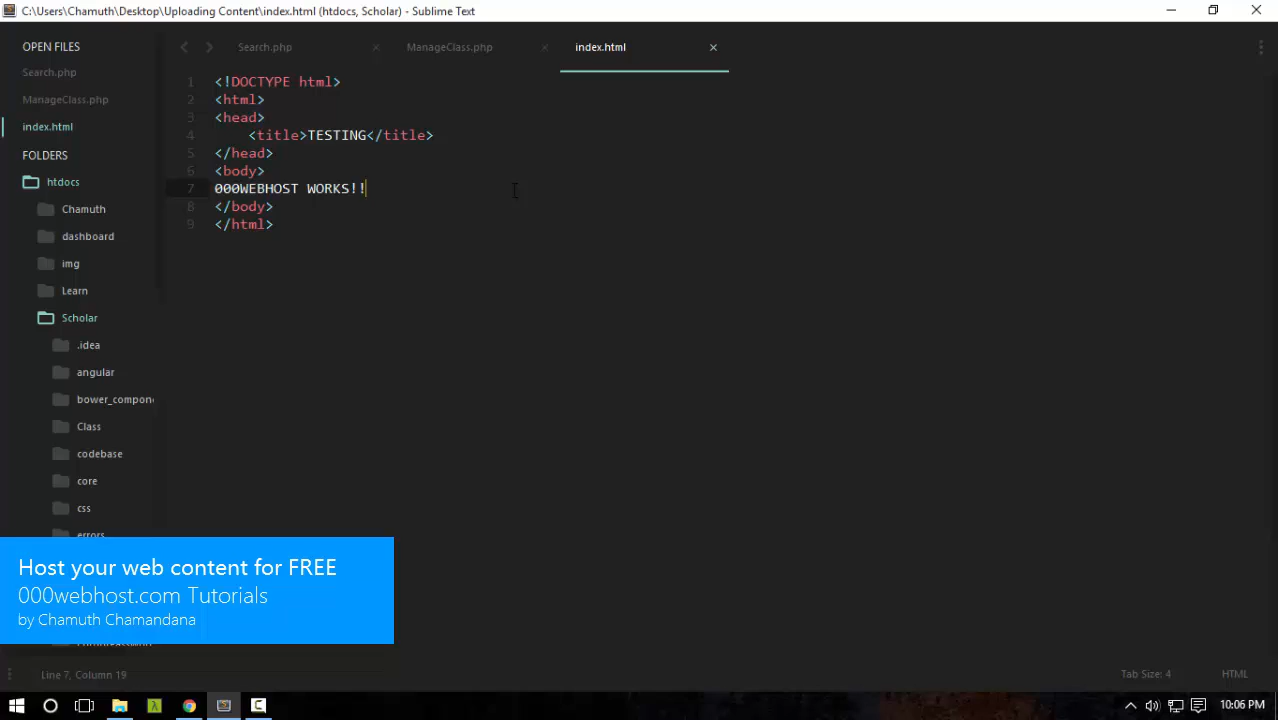 C:\Users\Chamuth\Desktop\Uploading Content\index.html (htdocs, Scholar) - Sublime Text
OPEN FILES
Search.php
ManageClass.php
index.html
FOLDERS
htdocs
Chamuth
dashboard
img
Learn
Scholar
.idea
angular
bower_compon
Class
codebase
core
css
errors
Search.php
ManageClass.php
index.html
1 <!DOCTYPE html>
2 <html>
3 <head>
4 <title>TESTING</title>
5 </head>
6 <body>
7 000WEBHOST WORKS!!
8 </body>
9 </html>
Host your web content for FREE
000webhost.com Tutorials
by Chamuth Chamandana
Line 7, Column 19
Tab Size: 4
HTML
10:06 PM